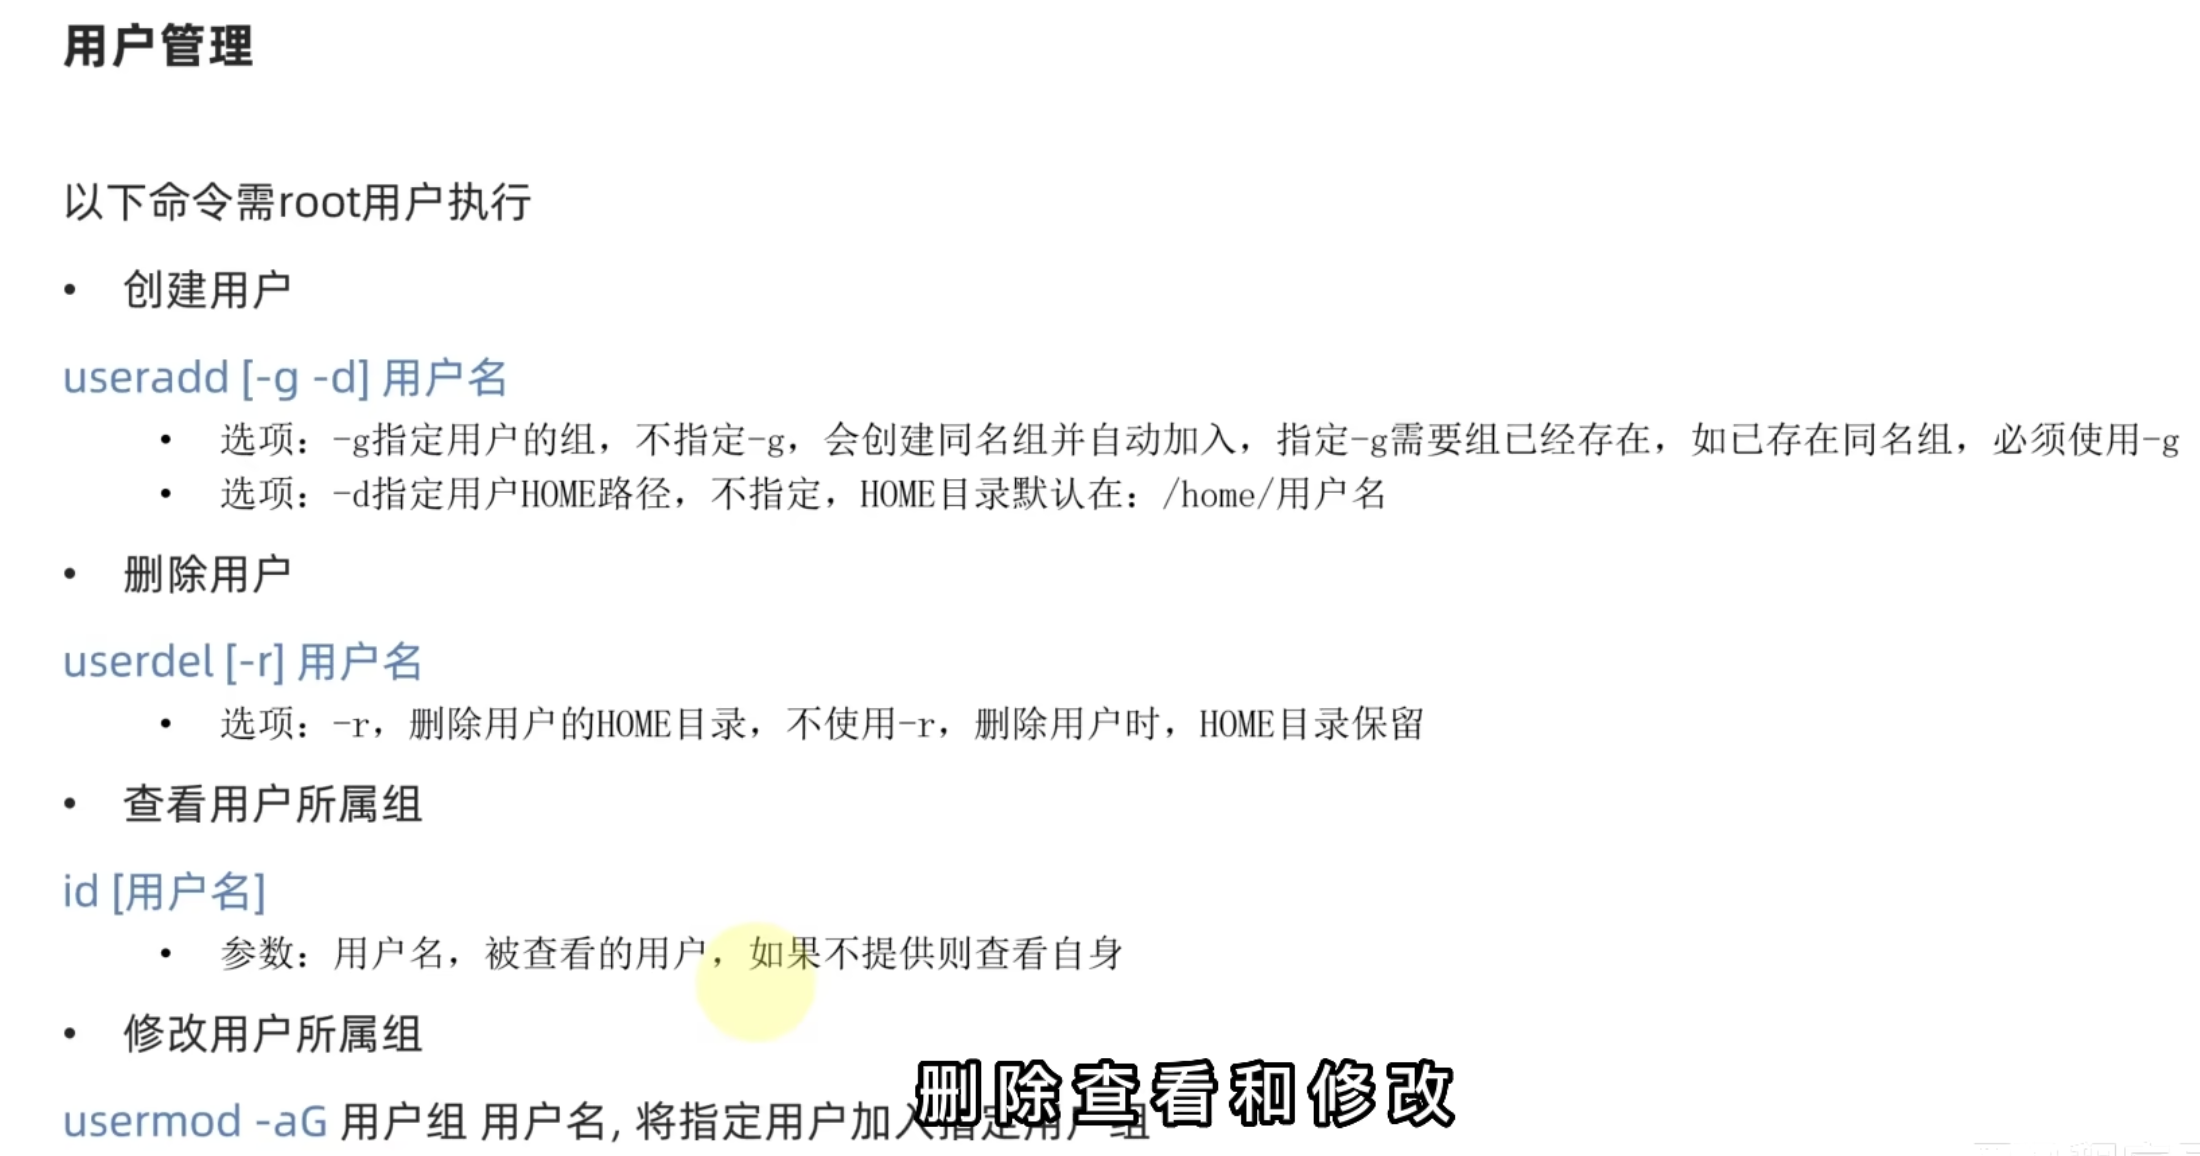 用户管理
以下命令需root用户执行
• 创建用户
useradd [-g -d] 用户名
• 选项：-g指定用户的组，不指定-g，会创建同名组并自动加入，指定-g需要组已经存在，如已存在同名组，必须使用-g
• 选项：-d指定用户HOME路径，不指定，HOME目录默认在：/home/用户名
• 删除用户
userdel [-r] 用户名
• 选项：-r，删除用户的HOME目录，不使用-r，删除用户时，HOME目录保留
• 查看用户所属组
id [用户名]
• 参数：用户名，被查看的用户，如果不提供则查看自身
• 修改用户所属组
usermod -aG 用户组 用户名, 将指定用户加入指定用户组
删除查看和修改